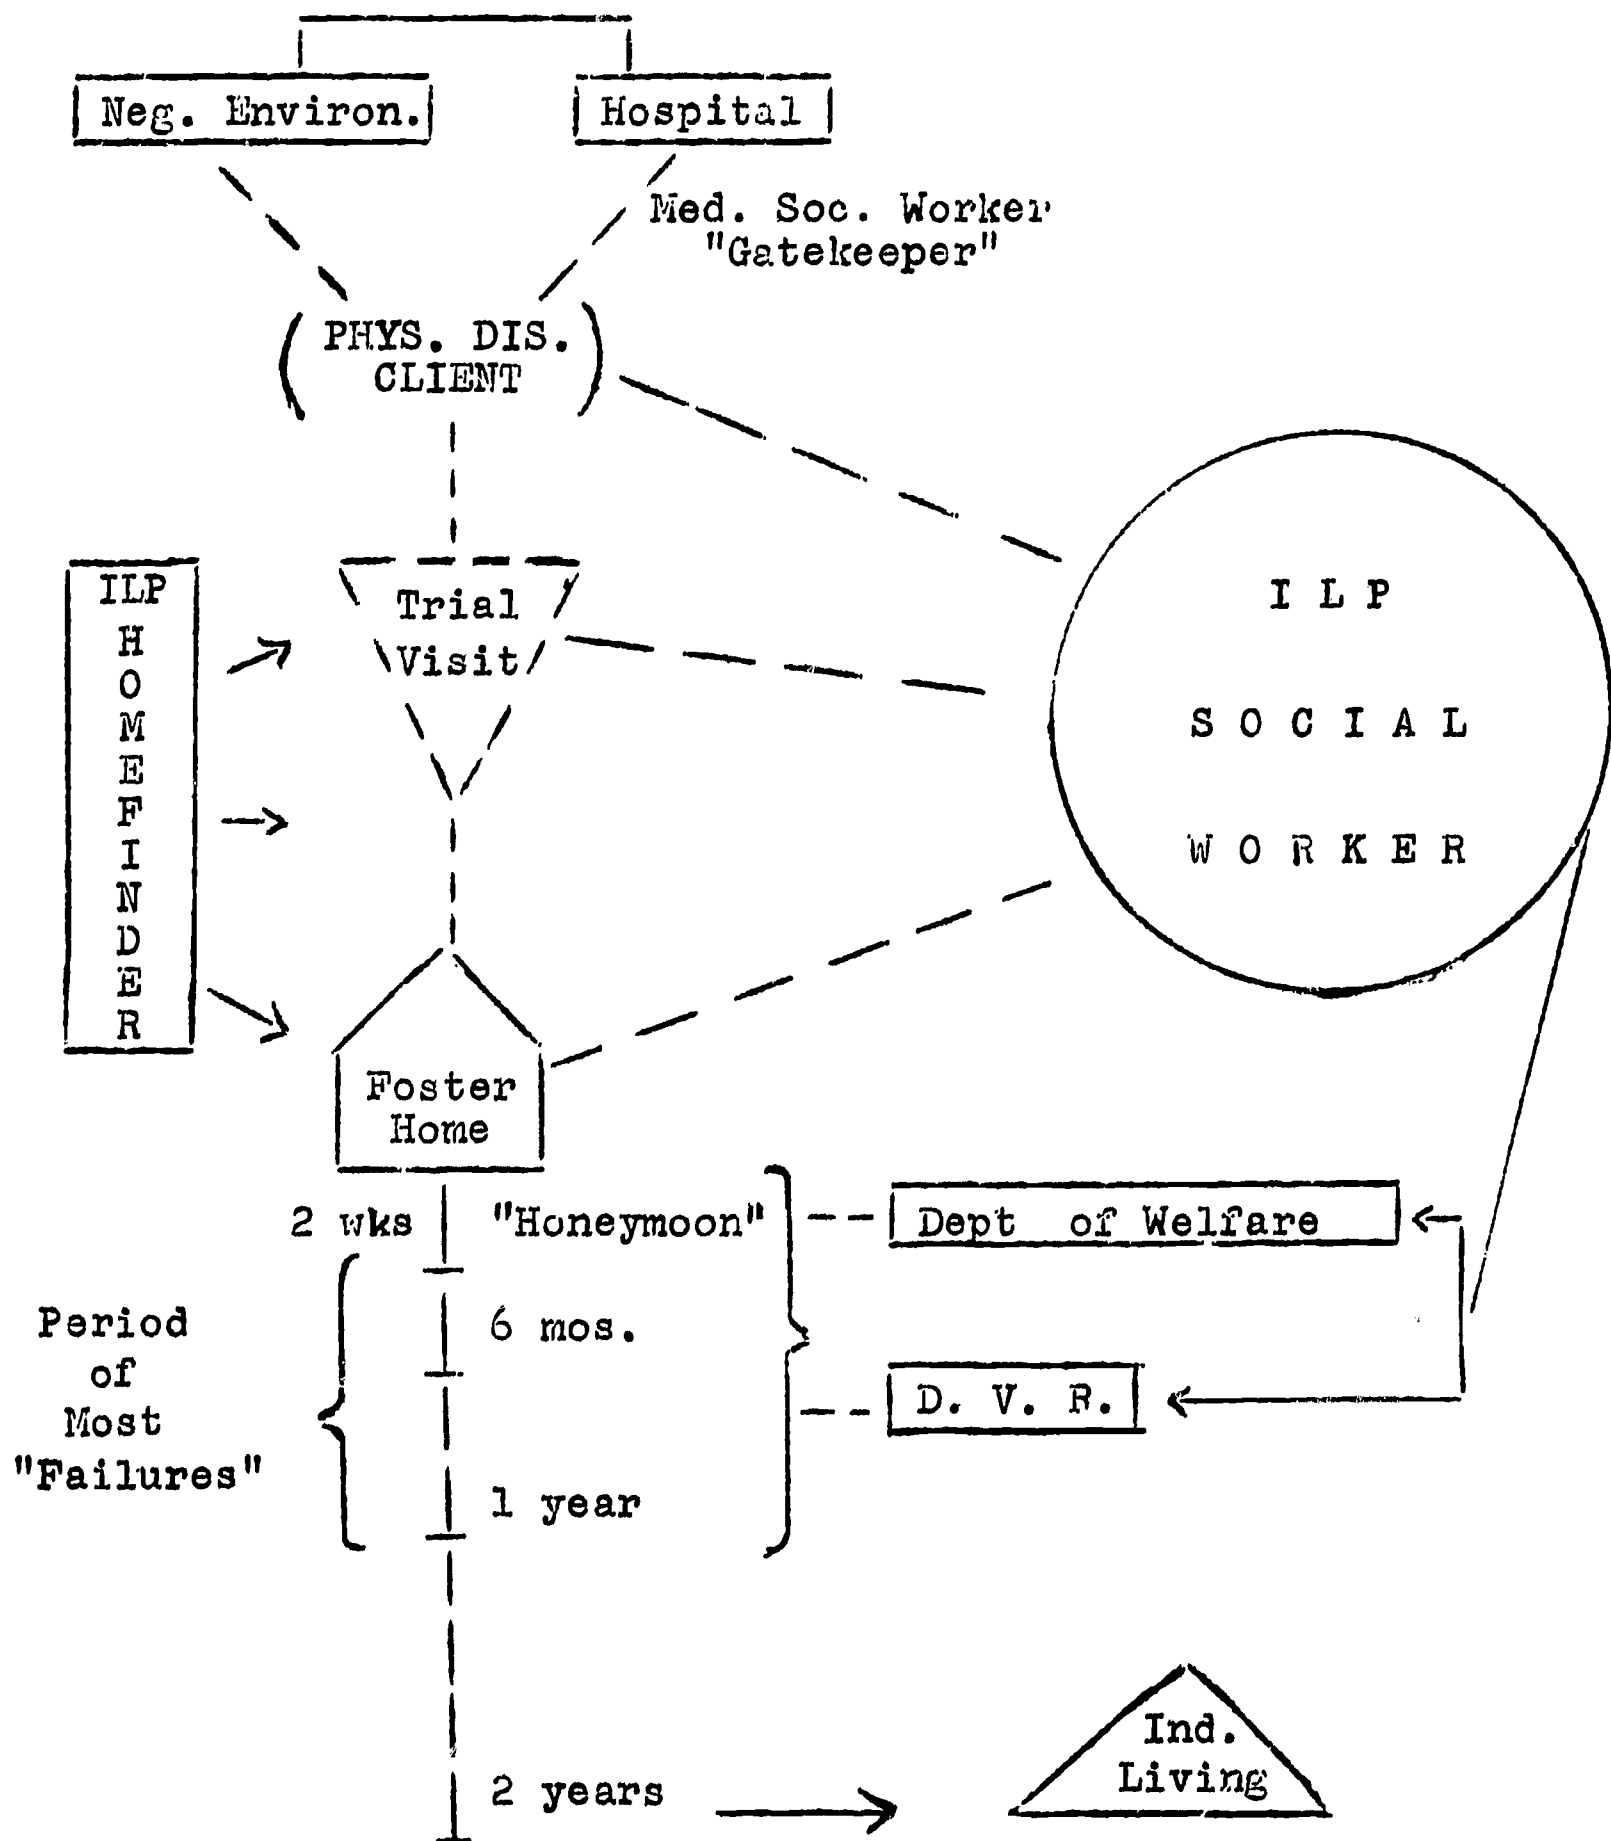 Neg. Environ.
Hospital
Med. Soc. Worker
"Gatekeeper"
PHYS. DIS.
CLIENT
ILP
H
O
M
E
F
I
N
D
E
R
Trial
Visit
I L P
S O C I A L
W O R K E R
Foster
Home
2 wks
"Honeymoon"
Dept of Welfare
Period
of
Most
"Failures"
6 mos.
D. V. R.
1 year
2 years
Ind.
Living